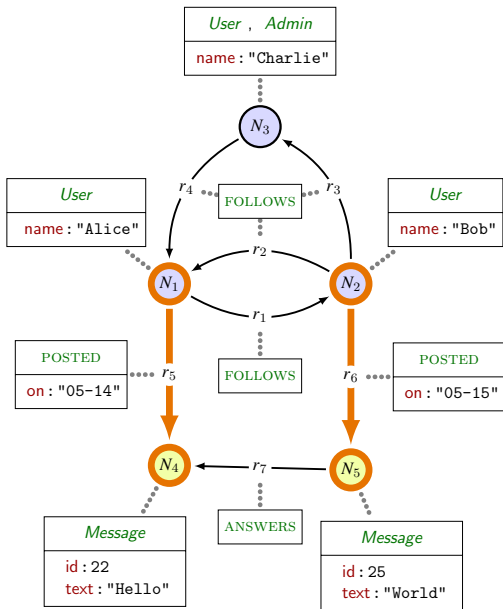 User , Admin
name : "Charlie"
N3
r4
r3
FOLLOWS
User
name : "Alice"
User
name : "Bob"
r2
N1
N2
r1
POSTED
on : "05-14"
r5
FOLLOWS
r6
POSTED
on : "05-15"
N4
r7
N5
ANSWERS
Message
id : 22
text : "Hello"
Message
id : 25
text : "World"